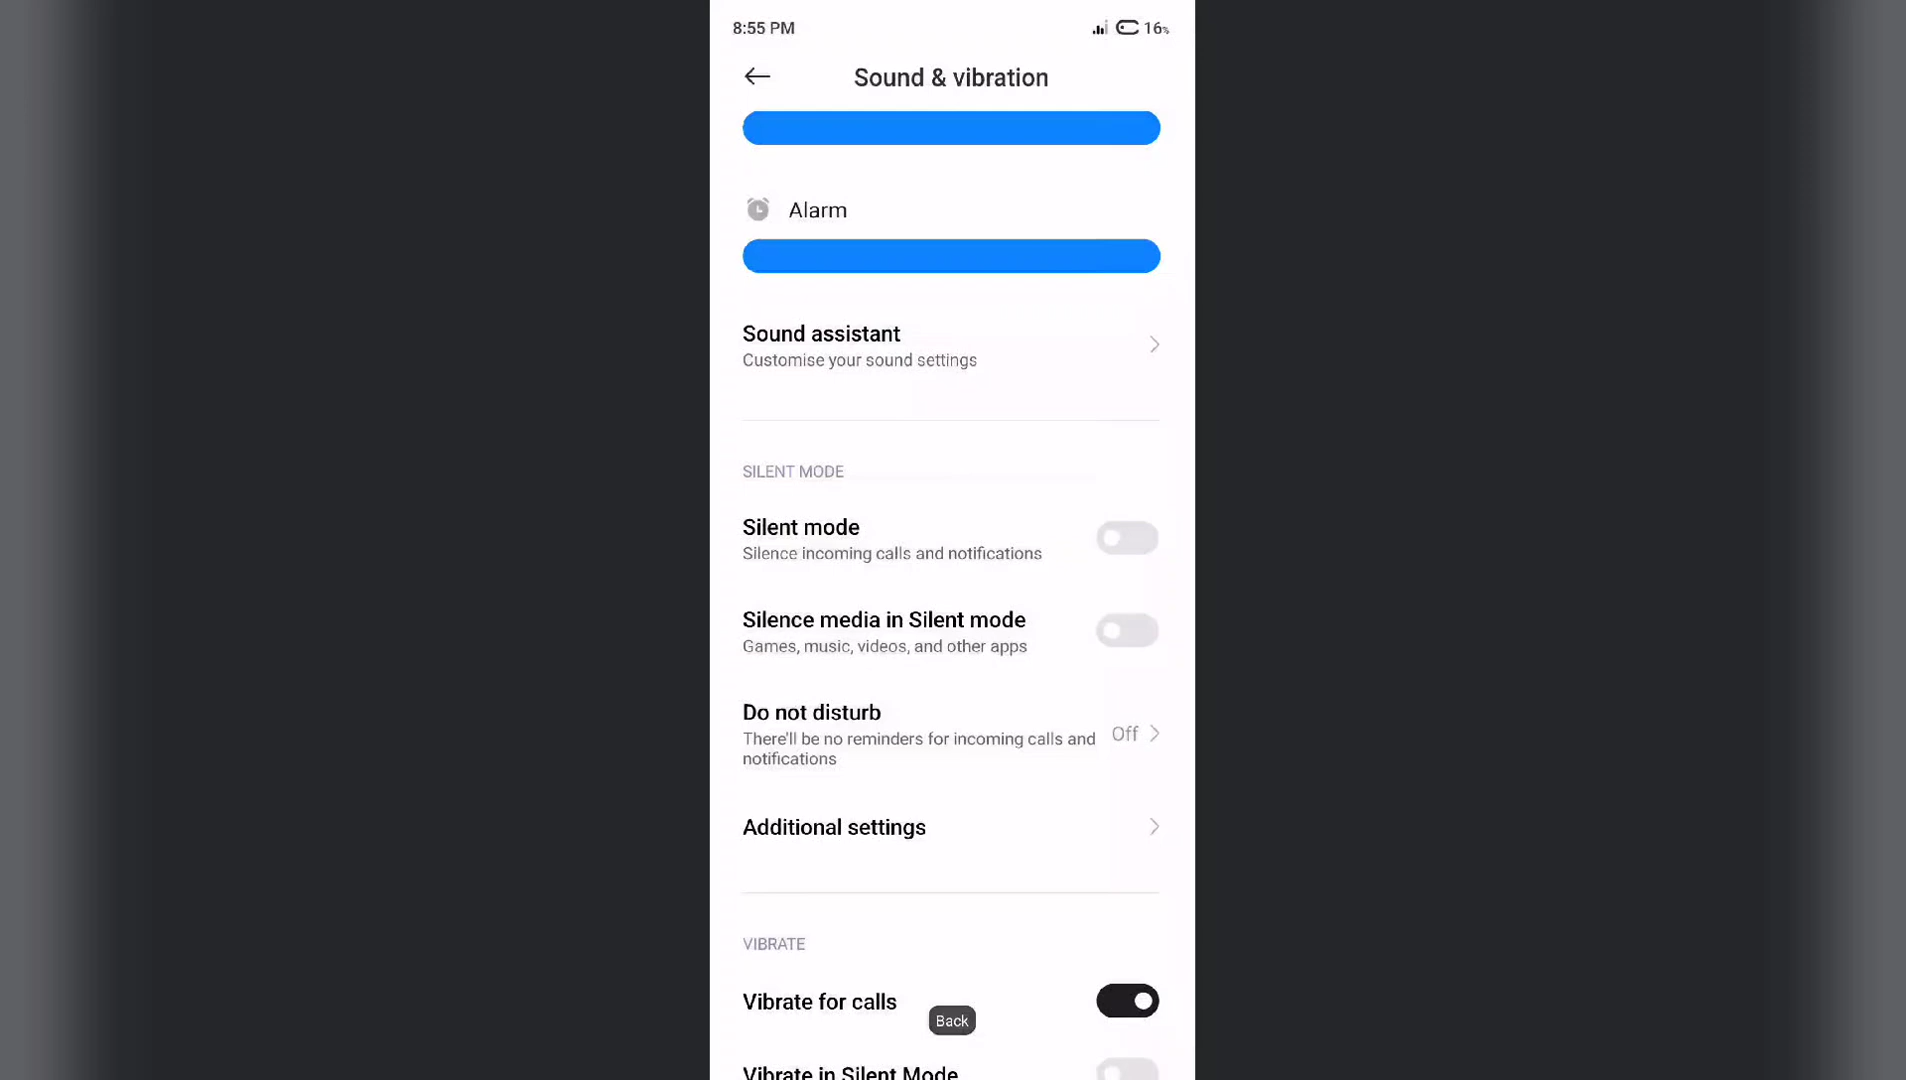 8:55 PM
16%
Sound & vibration
Alarm
Sound assistant
Customise your sound settings
SILENT MODE
Silent mode
Silence incoming calls and notifications
Silence media in Silent mode
Games, music, videos, and other apps
Do not disturb
There'll be no reminders for incoming calls and
notifications
Off
Additional settings
VIBRATE
Vibrate for calls
Back
Vibrate in Silent Mode